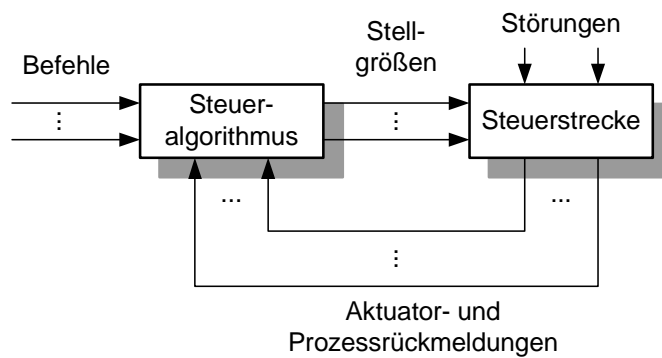 Befehle
...
Steuer-
algorithmus
Stell-
größen
...
Störungen
Steuerstrecke
...
...
...
Aktuator- und
Prozessrückmeldungen